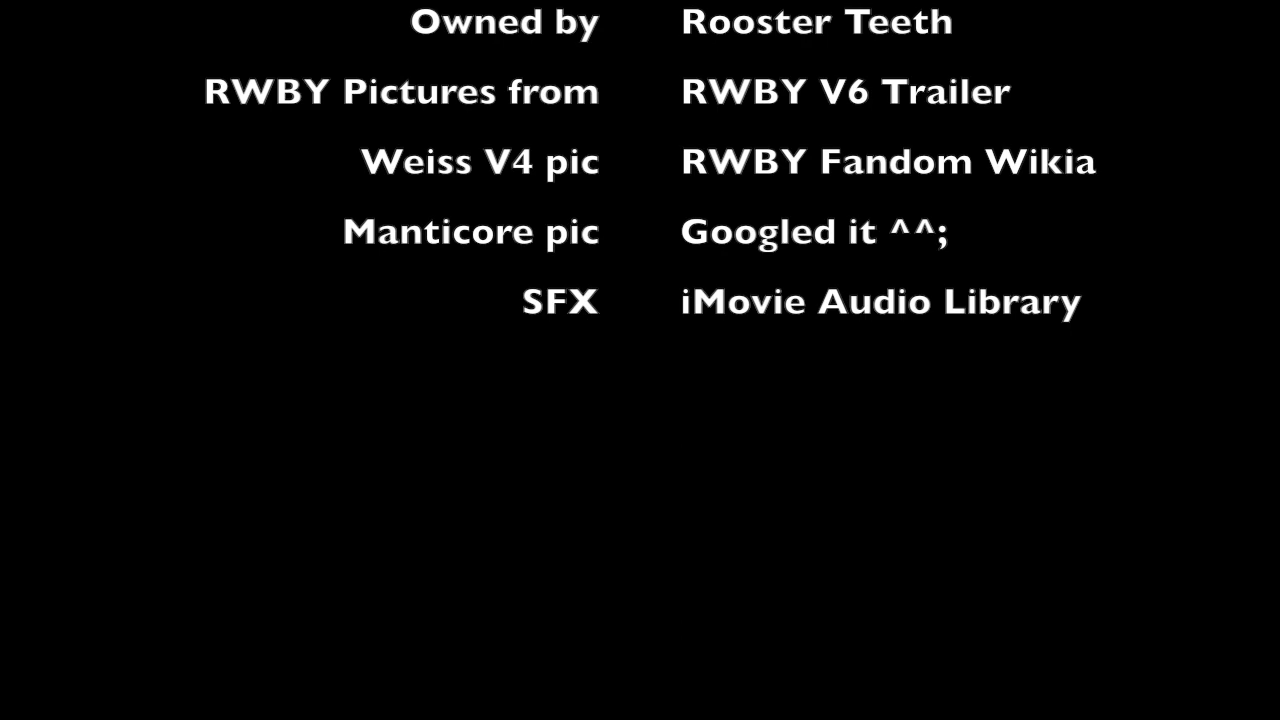 Owned by Rooster Teeth
RWBY Pictures from RWBY V6 Trailer
Weiss V4 pic RWBY Fandom Wikia
Manticore pic Googled it ^^;
SFX iMovie Audio Library